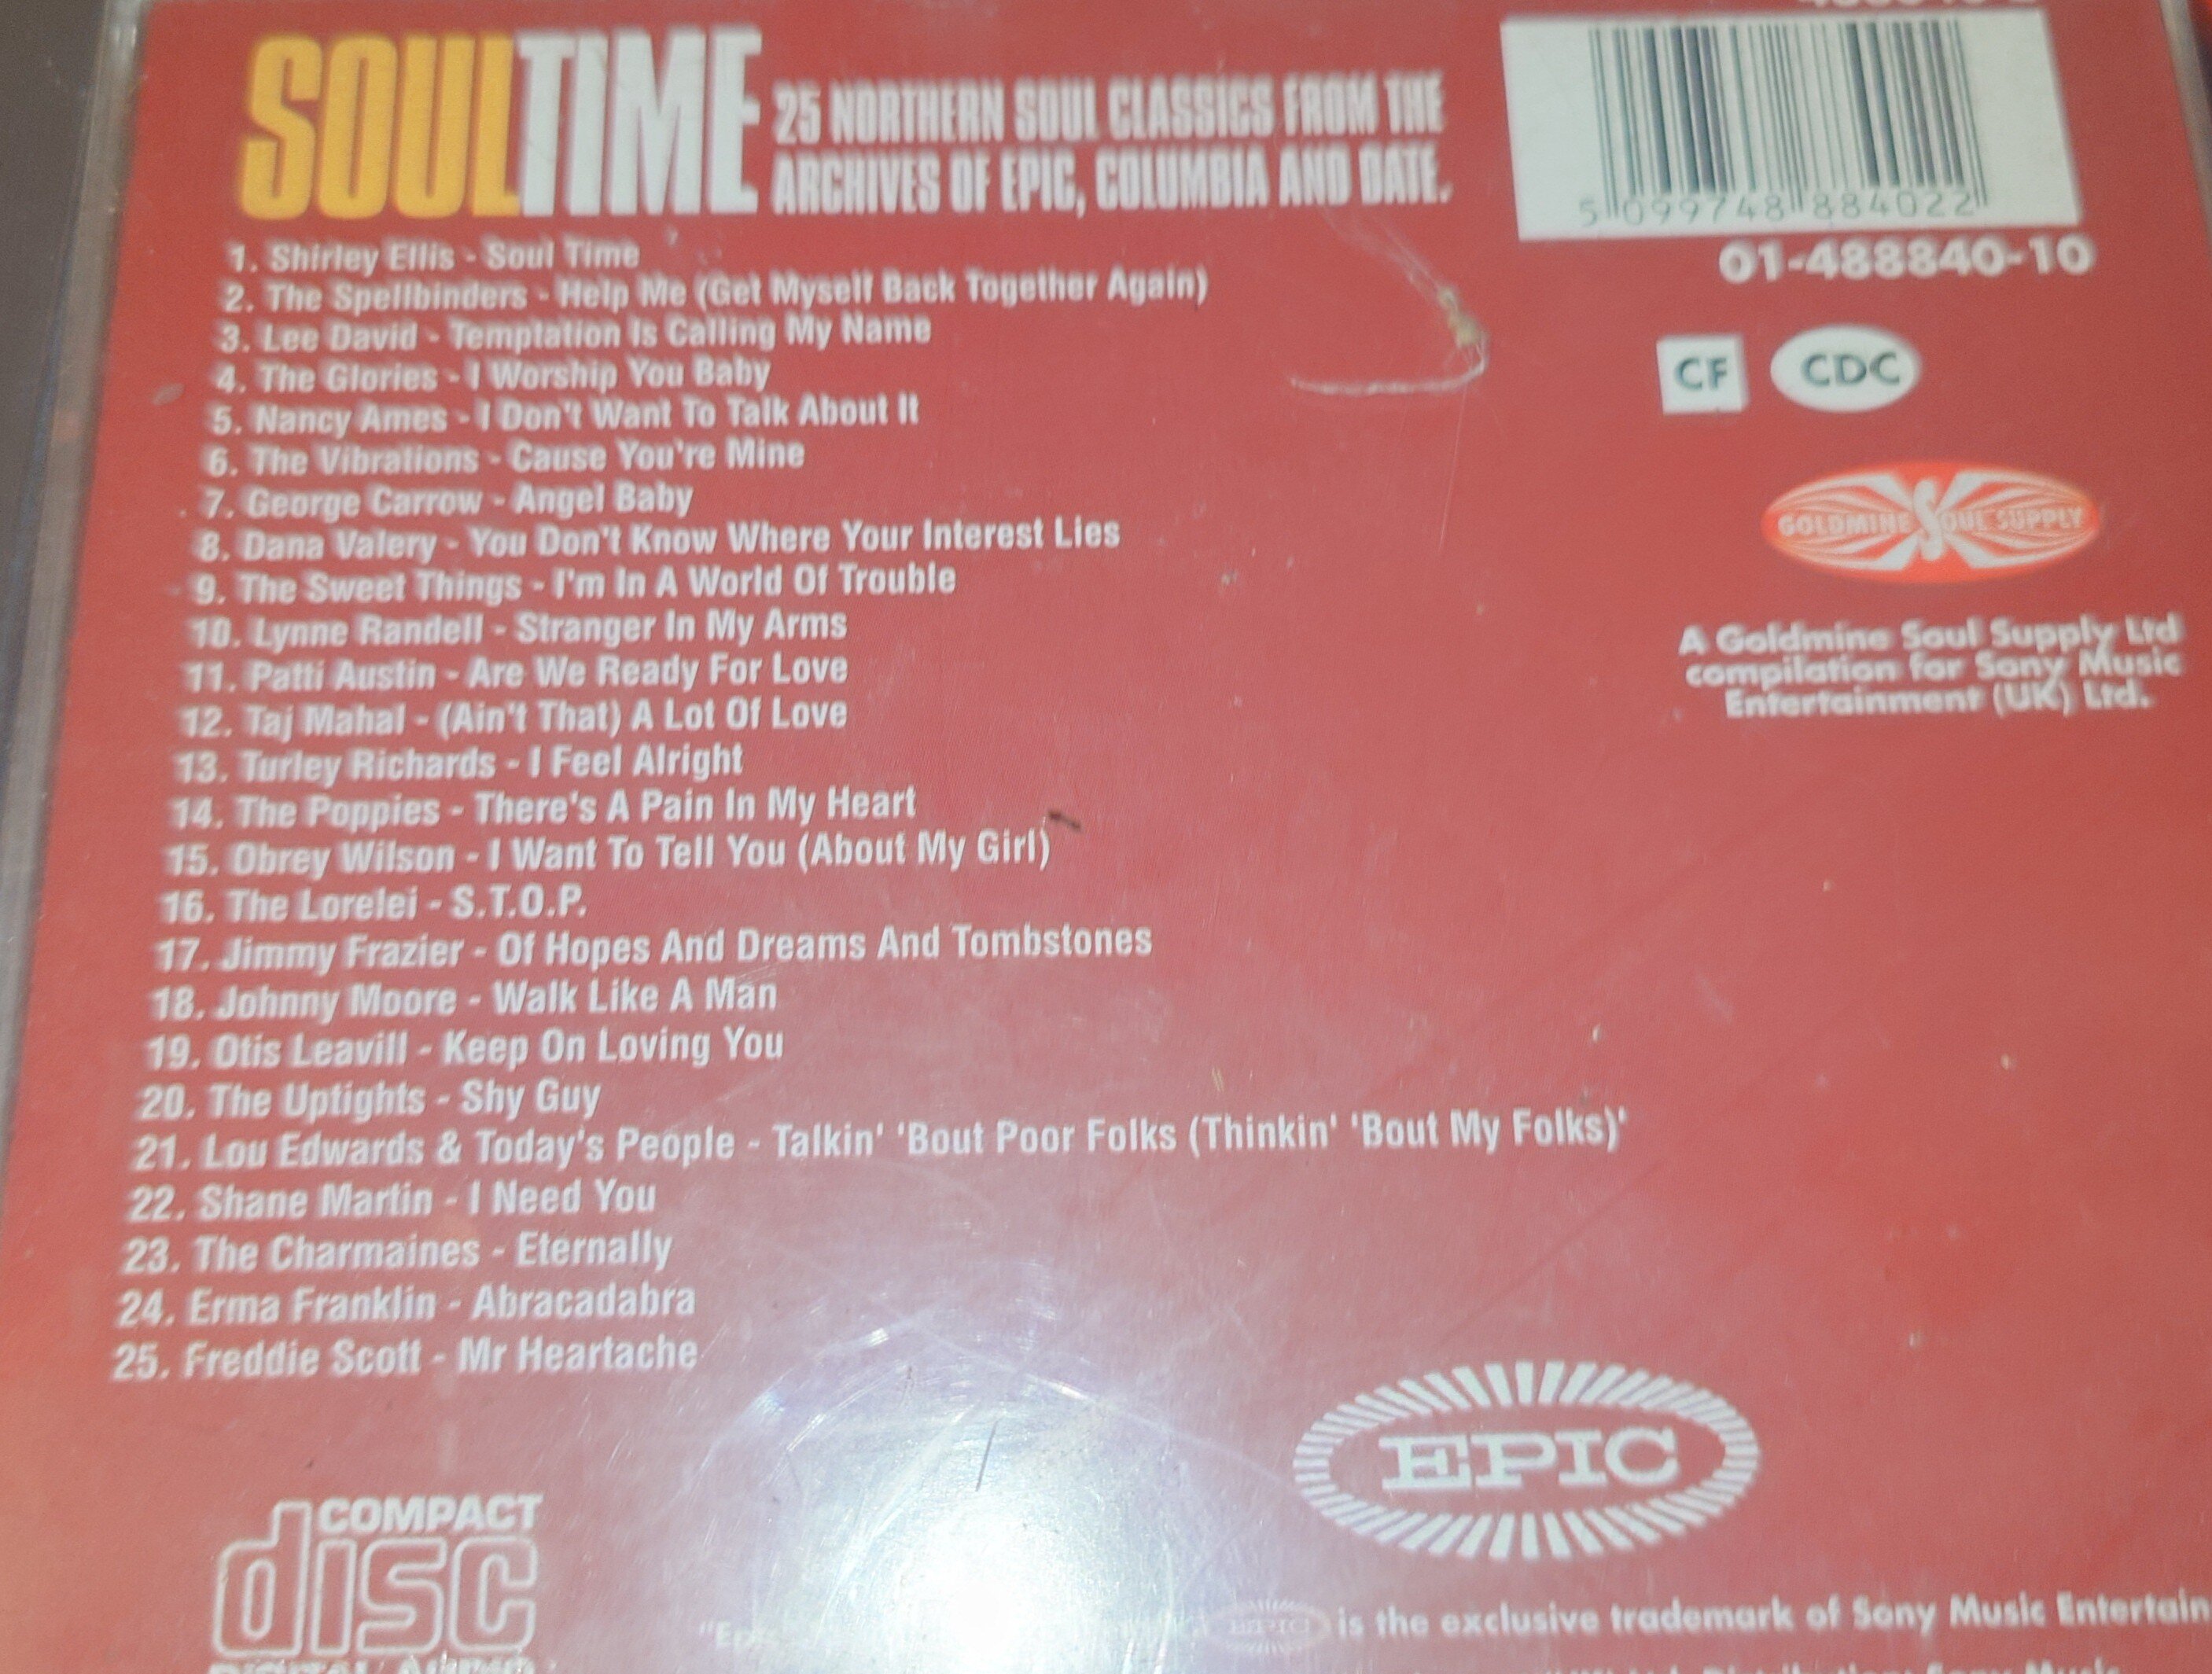 SOULTIME 25 NORTHERN SOUL CLASSICS FROM THE
ARCHIVES OF EPIC, COLUMBIA AND DATE.
5 099748 884022
01-488840-10
1. Shirley Ellis - Soul Time
2. The Spellbinders - Help Me (Get Myself Back Together Again)
3. Lee David - Temptation Is Calling My Name
4. The Glories - I Worship You Baby
5. Nancy Ames - I Don't Want To Talk About It
6. The Vibrations - Cause You're Mine
7. George Carrow - Angel Baby
8. Dana Valery - You Don't Know Where Your Interest Lies
9. The Sweet Things - I'm In A World Of Trouble
10. Lynne Randell - Stranger In My Arms
11. Patti Austin - Are We Ready For Love
12. Taj Mahal - (Ain't That) A Lot Of Love
13. Turley Richards - I Feel Alright
14. The Poppies - There's A Pain In My Heart
15. Obrey Wilson - I Want To Tell You (About My Girl)
16. The Lorelei - S.T.O.P.
17. Jimmy Frazier - Of Hopes And Dreams And Tombstones
18. Johnny Moore - Walk Like A Man
19. Otis Leavill - Keep On Loving You
20. The Uptights - Shy Guy
21. Lou Edwards & Today's People - Talkin' 'Bout Poor Folks (Thinkin' 'Bout My Folks)'
22. Shane Martin - I Need You
23. The Charmaines - Eternally
24. Erma Franklin - Abracadabra
25. Freddie Scott - Mr Heartache
CF CDC
GOLDMINE SOUL SUPPLY
A Goldmine Soul Supply Ltd
compilation for Sony Music
Entertainment (UK) Ltd.
EPIC
COMPACT
disc
DIGITAL AUDIO
EPIC is the exclusive trademark of Sony Music Entertain